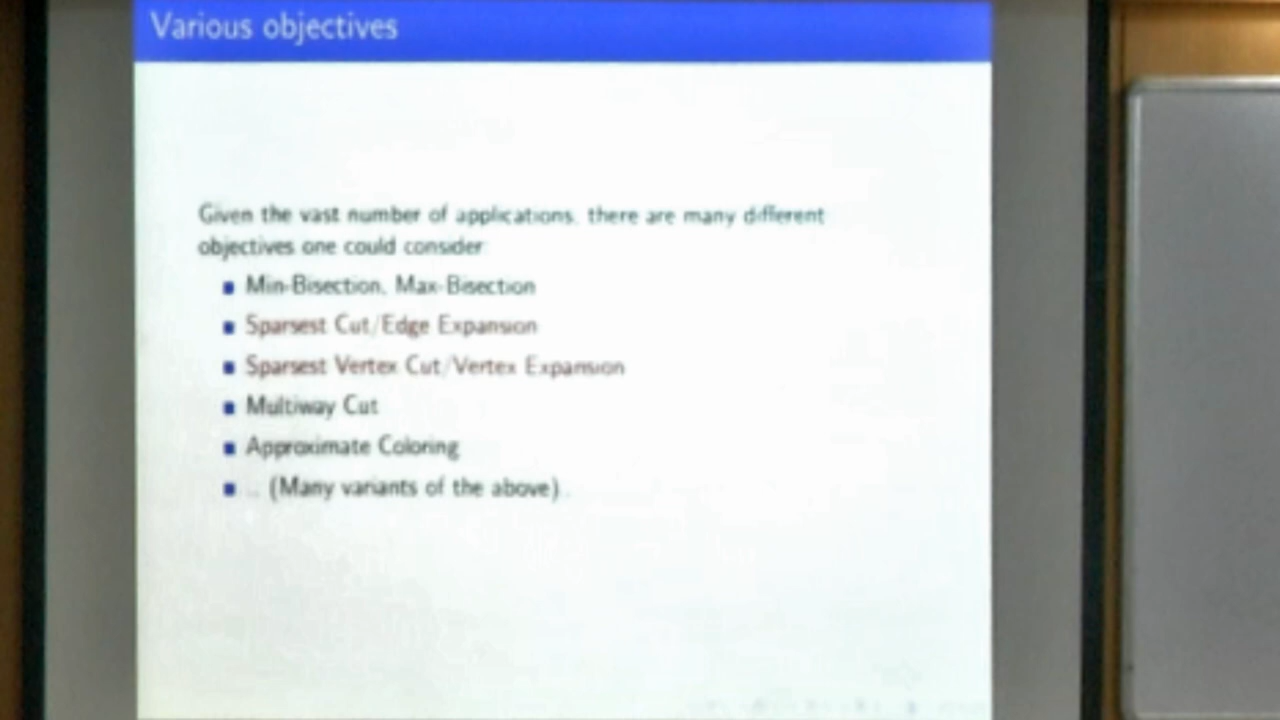 Various objectives
Given the vast number of applications, there are many different
objectives one could consider
Min-Bisection, Max-Bisection
Sparsest Cut/Edge Expansion
Sparsest Vertex Cut/Vertex Expansion
Multiway Cut
Approximate Coloring
... (Many variants of the above) .